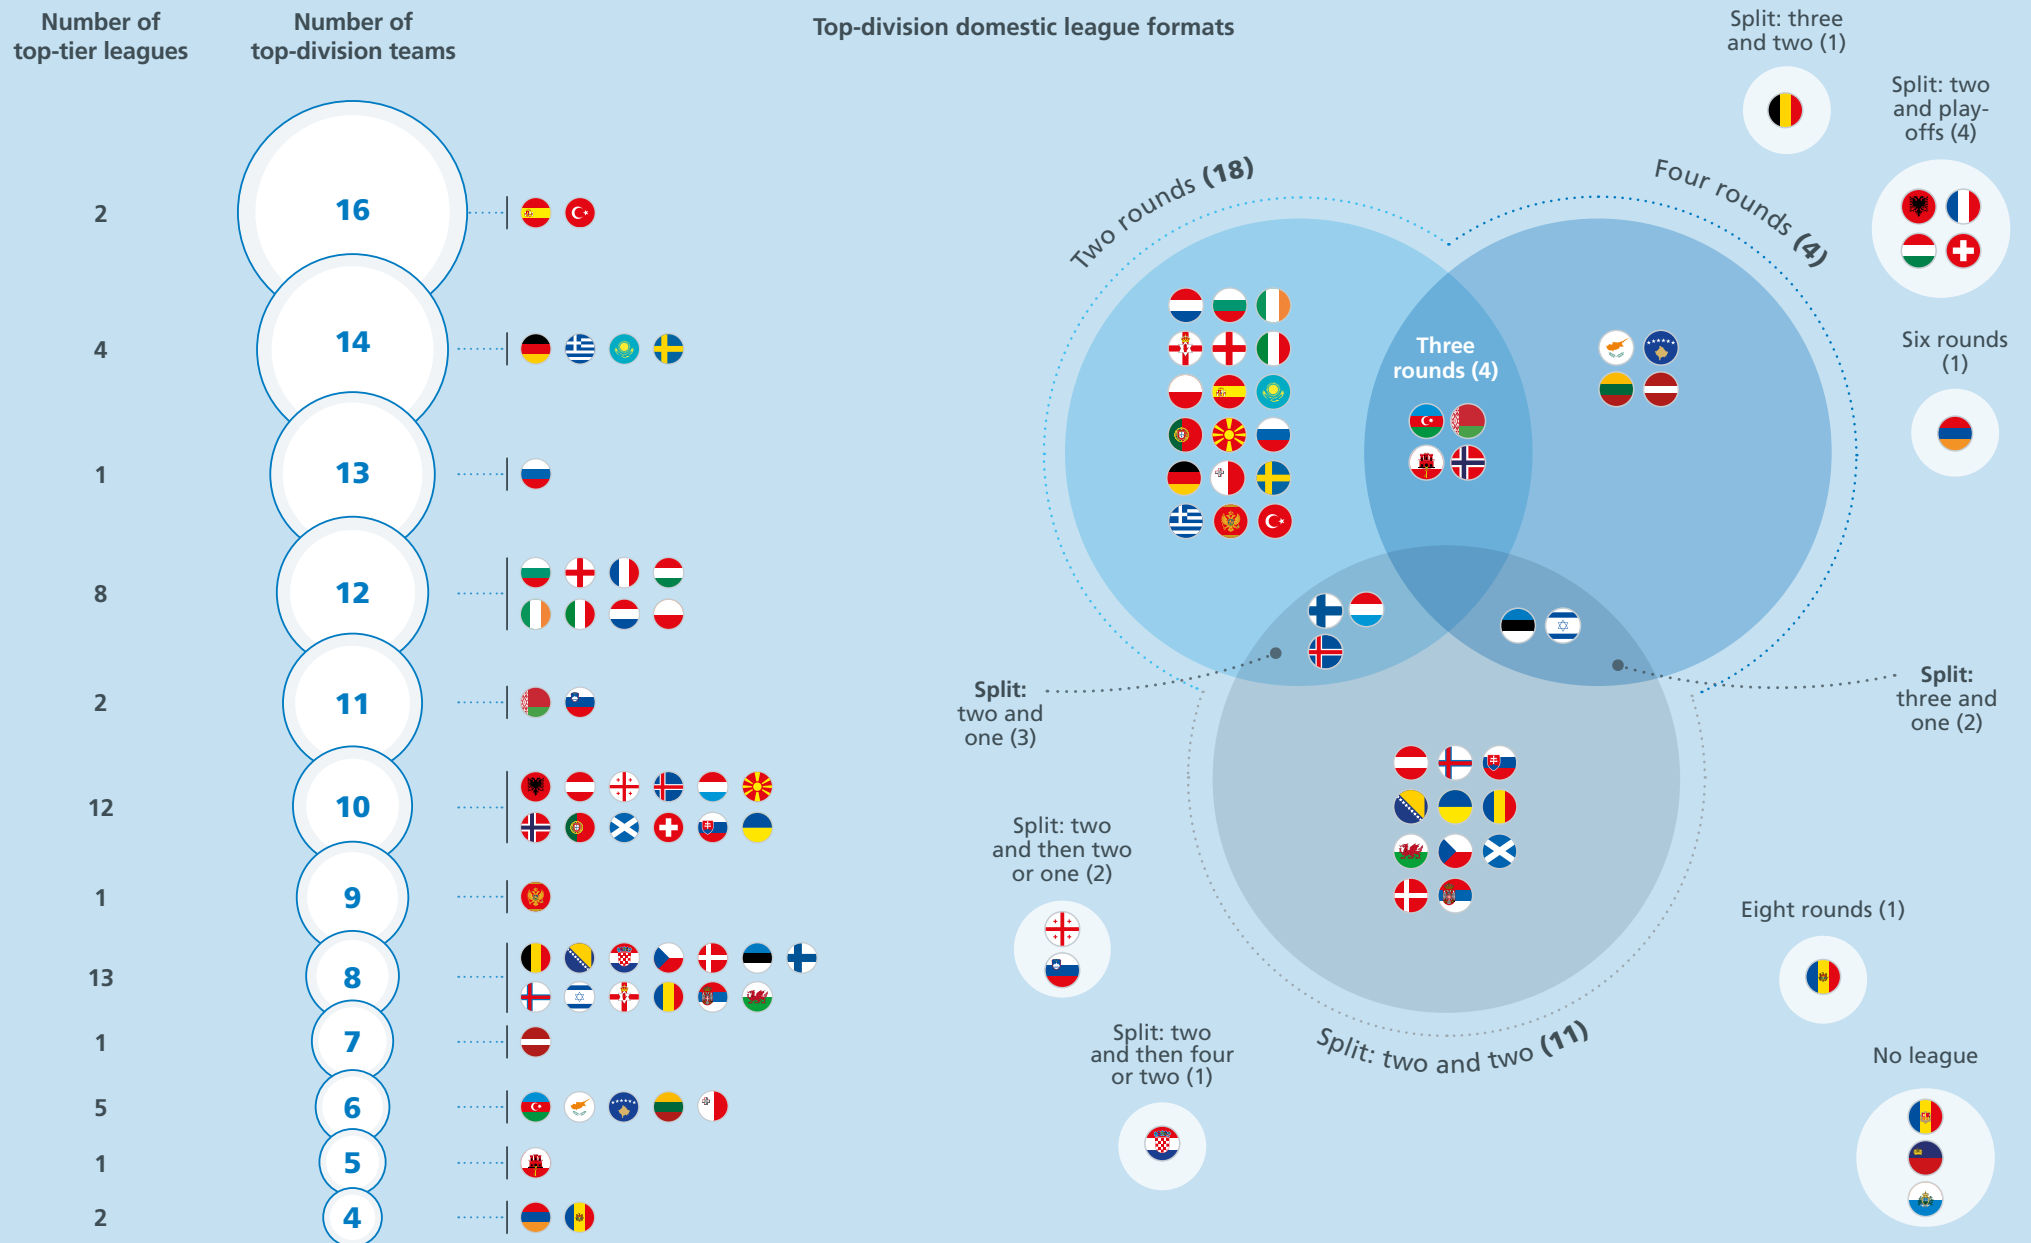 Number of
top-tier leagues
Number of
top-division teams
Top-division domestic league formats
2
16
4
14
1
13
8
12
2
11
12
10
1
9
13
8
1
7
5
6
1
5
2
4
Two rounds (18)
Four rounds (4)
Three
rounds (4)
Split: three
and two (1)
Split: two
and play-
offs (4)
Six rounds
(1)
Split:
two and
one (3)
Split:
three and
one (2)
Split: two
and then two
or one (2)
Split: two
and then four
or two (1)
Split: two and two (11)
Eight rounds (1)
No league